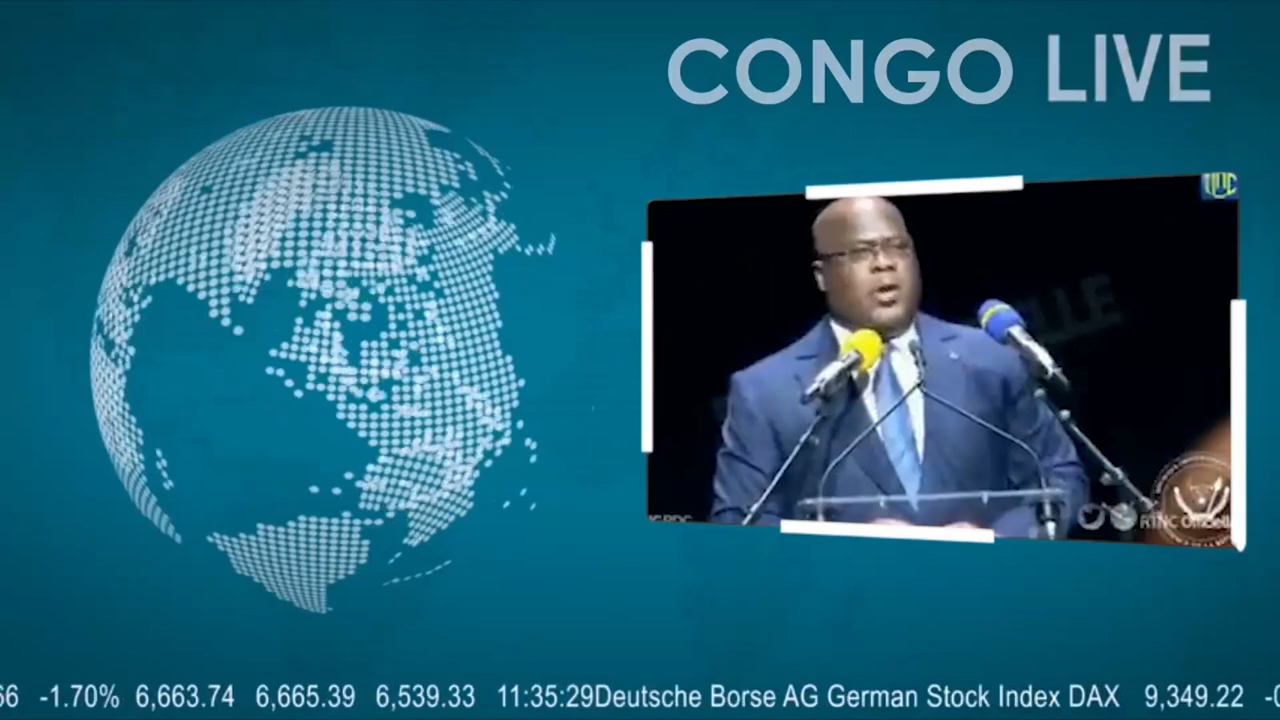 CONGO LIVE
66 -1.70% 6,663.74 6,665.39 6,539.33 11:35:29Deutsche Borse AG German Stock Index DAX 9,349.22